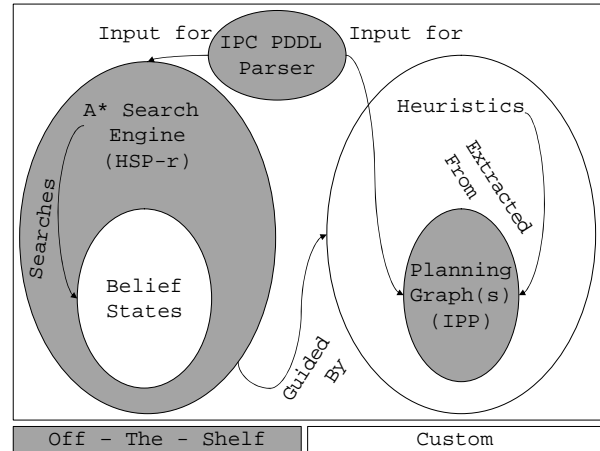 Input for
IPC PDDL
Parser
Input for
A* Search
Engine
(HSP-r)
Heuristics
Searches
Extracted
From
Belief
States
Planning
Graph(s)
(IPP)
Guided
By
Off - The - Shelf
Custom